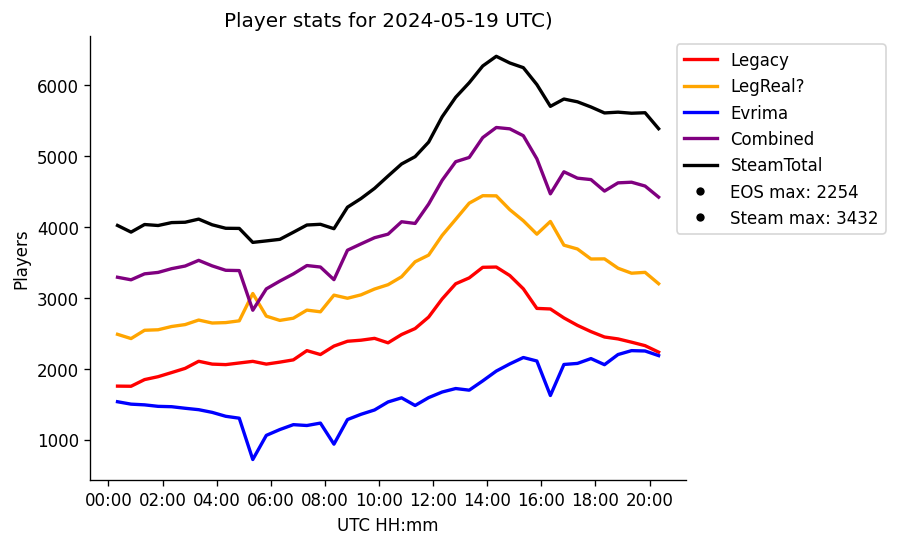 Player stats for 2024-05-19 UTC)
Players
6000
5000
4000
3000
2000
1000
00:00 02:00 04:00 06:00 08:00 10:00 12:00 14:00 16:00 18:00 20:00
UTC HH:mm
Legacy
LegReal?
Evrima
Combined
SteamTotal
EOS max: 2254
Steam max: 3432